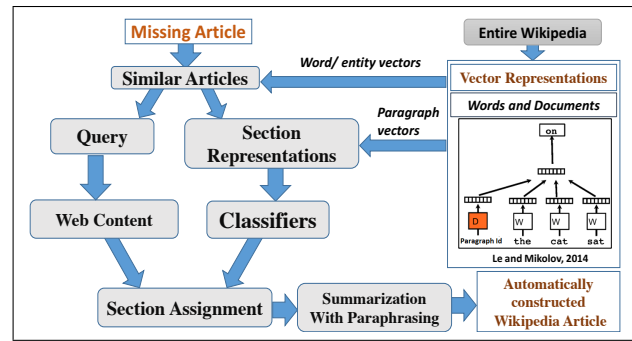 Missing Article
Entire Wikipedia
Word/ entity vectors
Similar Articles
Vector Representations
Words and Documents
Paragraph
vectors
Query
Section
Representations
on
Web Content
Classifiers
D
W
W
W
Paragraph Id
the
cat
sat
Le and Mikolov, 2014
Section Assignment
Summarization
With Paraphrasing
Automatically
constructed
Wikipedia Article